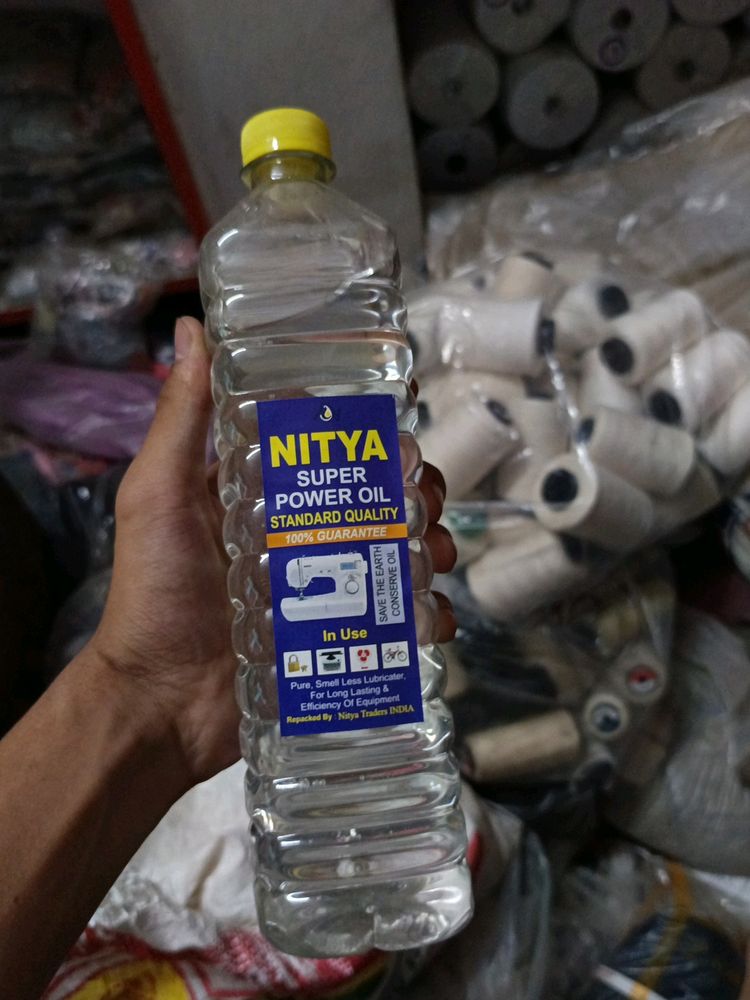 NITYA
SUPER
POWER OIL
STANDARD QUALITY
100% GUARANTEE
SAVE THE EARTH
CONSERVE OIL
In Use
Pure, Smell Less Lubricater,
For Long Lasting &
Efficiency Of Equipment
Repacked By : Nitya Traders INDIA